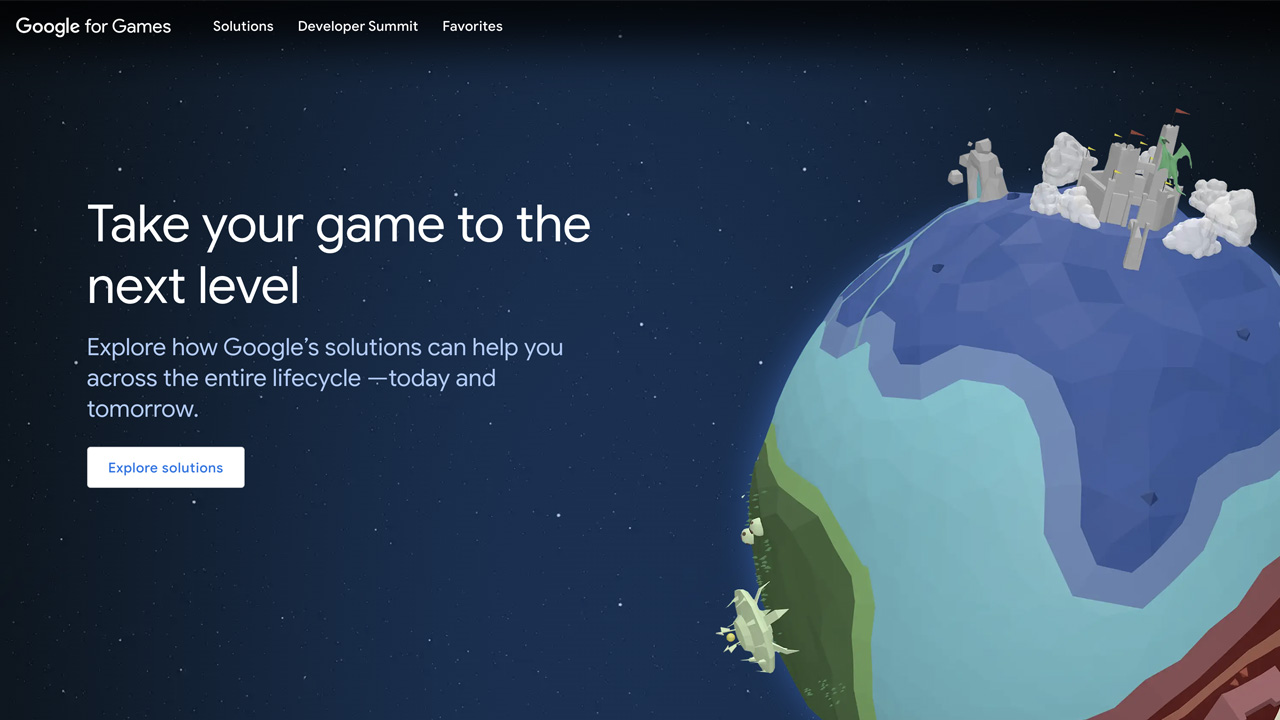 Google for Games Solutions Developer Summit Favorites
Take your game to the
next level
Explore how Google’s solutions can help you
across the entire lifecycle —today and
tomorrow.
Explore solutions